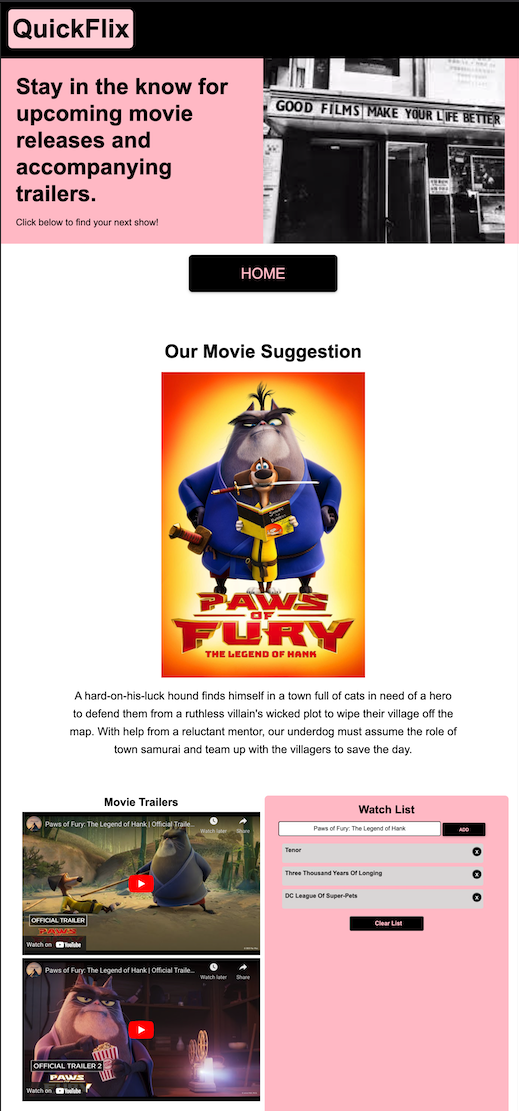 QuickFlix
Stay in the know for
upcoming movie
releases and
accompanying
trailers.
Click below to find your next show!
GOOD FILMS MAKE YOUR LIFE BETTER
HOME
Our Movie Suggestion
PAWS
OF
FURY
THE LEGEND OF HANK
A hard-on-his-luck hound finds himself in a town full of cats in need of a hero
to defend them from a ruthless villain's wicked plot to wipe their village off the
map. With help from a reluctant mentor, our underdog must assume the role of
town samurai and team up with the villagers to save the day.
Movie Trailers
Paws of Fury: The Legend of Hank | Official Traile...
Watch later
Share
OFFICIAL TRAILER
Watch on YouTube
Paws of Fury: The Legend of Hank | Official Traile...
Watch later
Share
OFFICIAL TRAILER 2
PAWS
FURY
Watch on YouTube
Watch List
Paws of Fury: The Legend of Hank
ADD
Tenor
X
Three Thousand Years Of Longing
X
DC League Of Super-Pets
X
Clear List